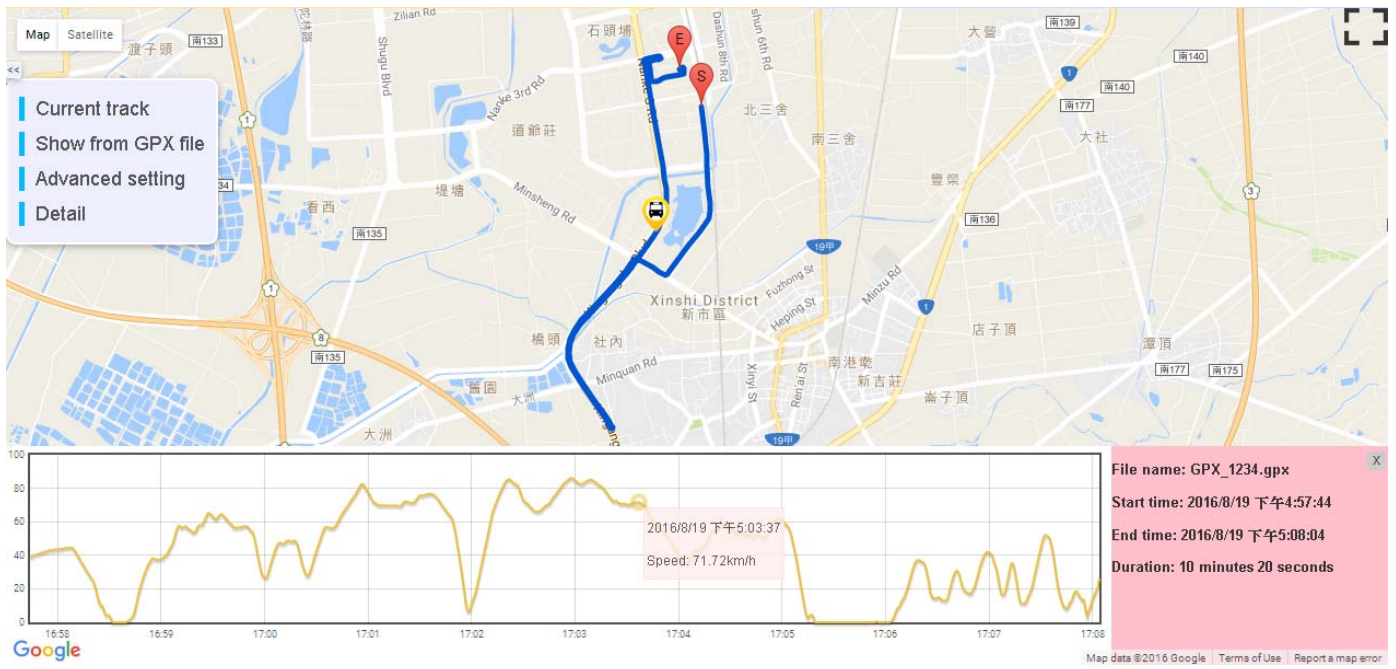 Map Satellite
<<
Current track
Show from GPX file
Advanced setting
Detail
渡子頭
南133
Zilian Rd
Shugu Blvd
石頭埔
E
S
Dashun 8th Rd
大營
南139
南140
1
南140
南177
大社
Nanke 3rd Rd
道爺莊
北三舍
南三舍
1
34
看西
堤塘
Minsheng Rd
豐榮
3
南135
南136
19甲
1
Xinshi District
新市區
Fuzhong St
Heping St
Minzu Rd
1
店子頂
橋頭
社內
8
南135
Minquan Rd
南港墘
新吉莊
潭頂
南177
南175
舊園
大洲
Xinyi St
Ren'ai St
崙子頂
大洲
19甲
100
80
60
40
20
0
2016/8/19 下午5:03:37
Speed: 71.72km/h
16:58 16:59 17:00 17:01 17:02 17:03 17:04 17:05 17:06 17:07 17:08
X
File name: GPX_1234.gpx
Start time: 2016/8/19 下午4:57:44
End time: 2016/8/19 下午5:08:04
Duration: 10 minutes 20 seconds
Google
Map data ©2016 Google Terms of Use Report a map error